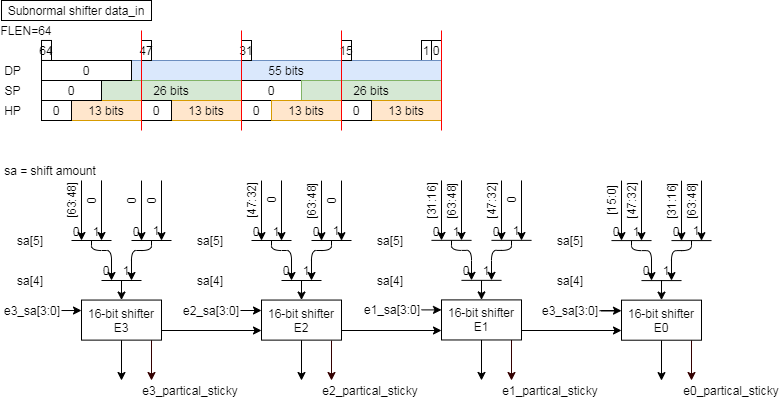 Subnormal shifter data_in
FLEN=64
64 47 31 15 1 0
DP 0 55 bits
SP 0 26 bits 0 26 bits
HP 0 13 bits 0 13 bits 0 13 bits 0 13 bits
sa = shift amount
[63:48] 0 0 0 [47:32] 0 [63:48] 0 [31:16] [63:48] [47:32] 0 [15:0] [47:32] [31:16] [63:48]
sa[5] 0 1 0 1 sa[5] 0 1 0 1 sa[5] 0 1 0 1 sa[5] 0 1 0 1
sa[4] 0 1 sa[4] 0 1 sa[4] 0 1 sa[4] 0 1
e3_sa[3:0] 16-bit shifter e2_sa[3:0] 16-bit shifter e1_sa[3:0] 16-bit shifter e3_sa[3:0] 16-bit shifter
E3 E2 E1 E0
e3_partical_sticky e2_partical_sticky e1_partical_sticky e0_partical_sticky